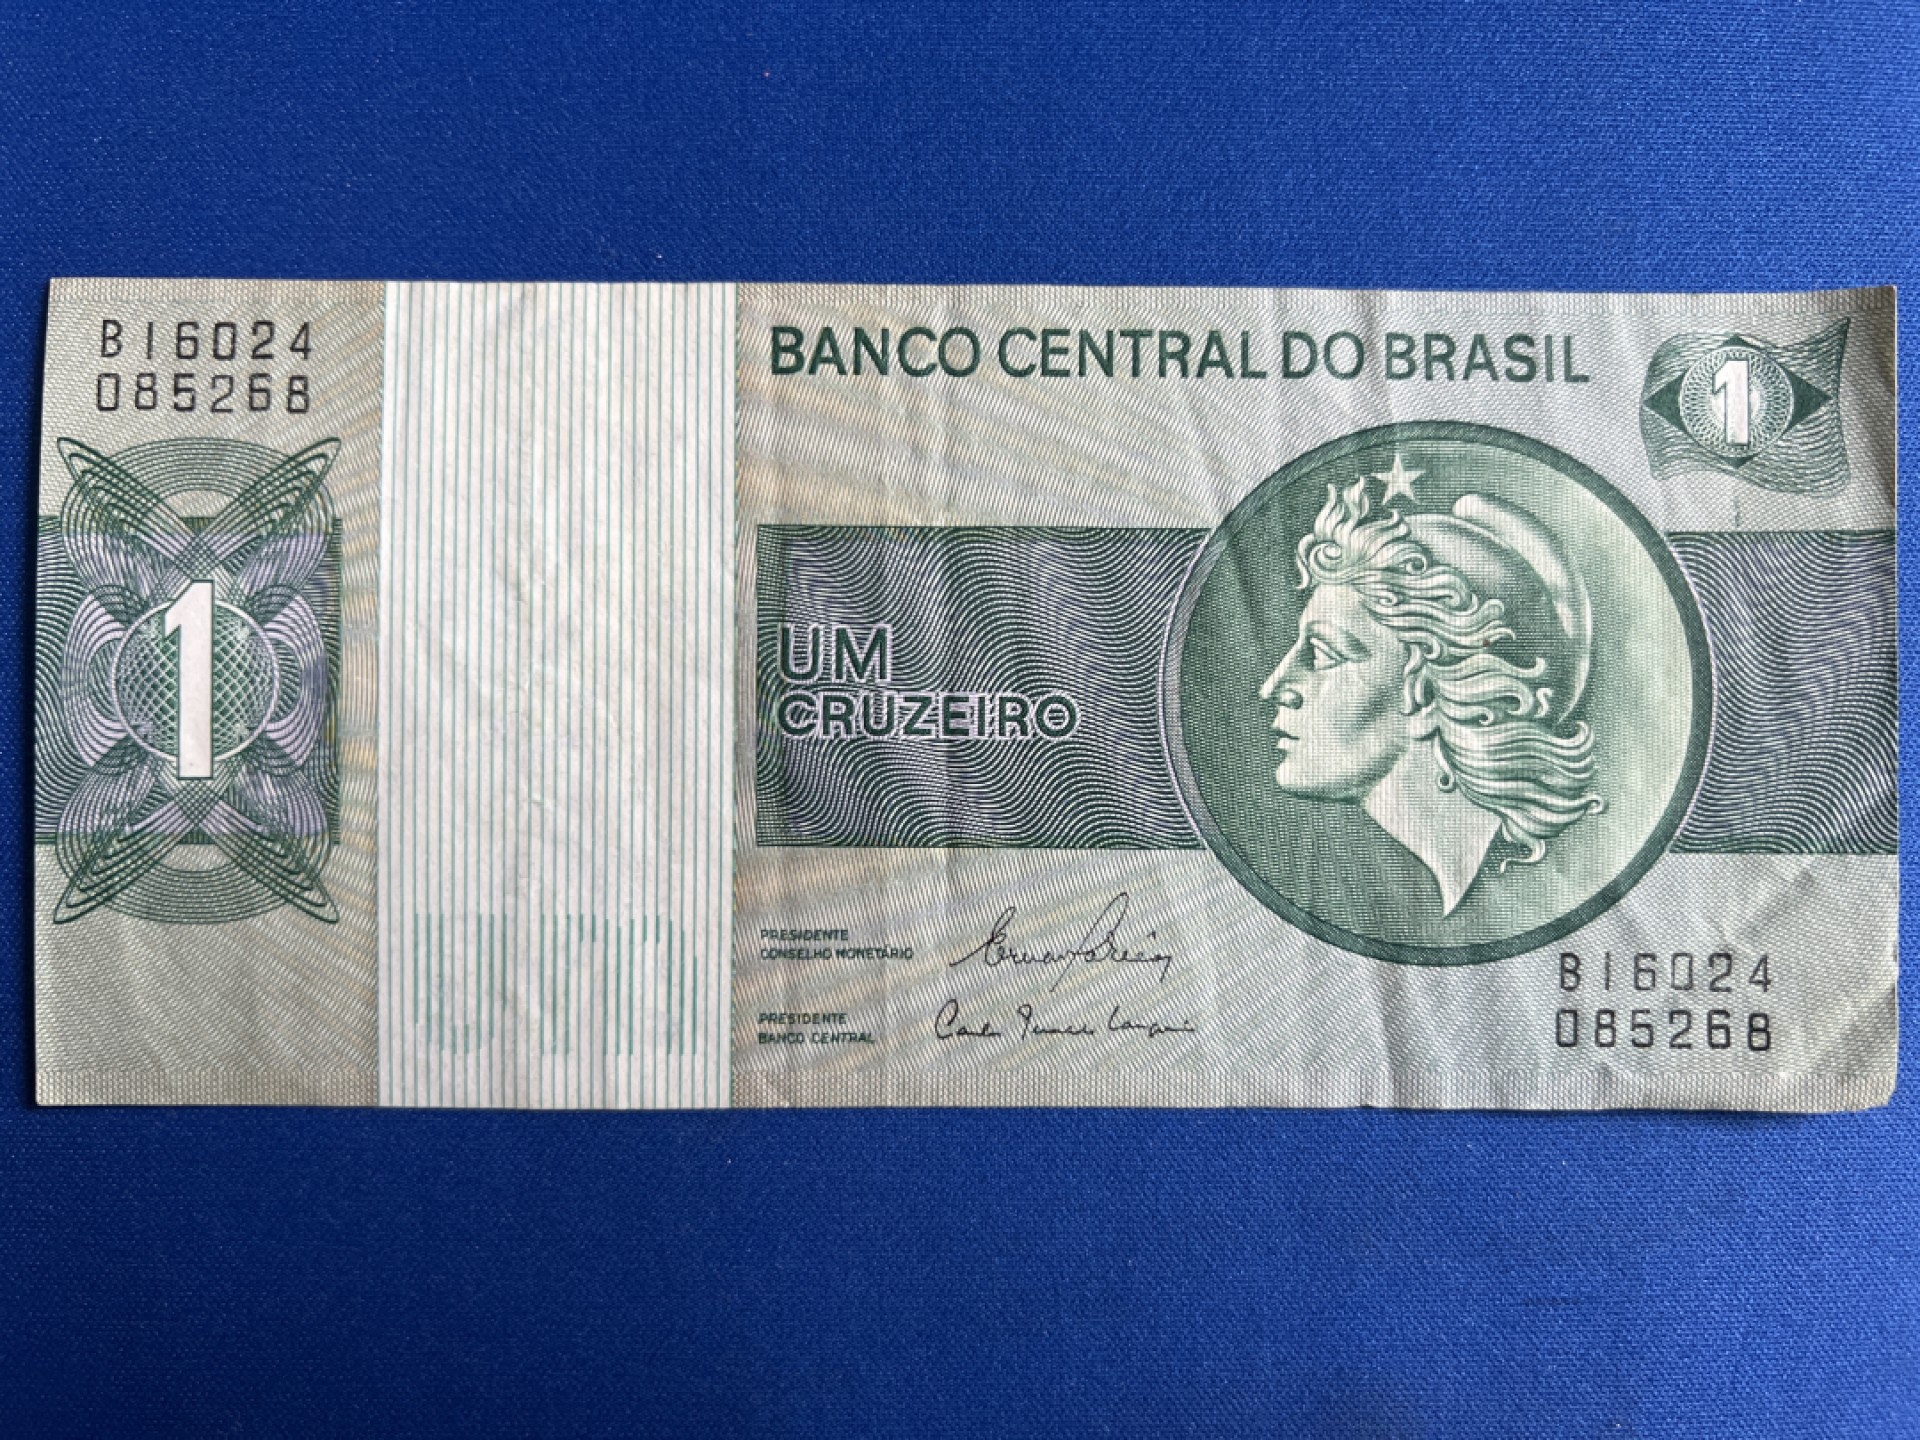 B16024
085268
BANCO CENTRAL DO BRASIL
1
1
UM
CRUZEIRO
PRESIDENTE
CONSELHO MONETÁRIO
PRESIDENTE
BANCO CENTRAL
B16024
085268